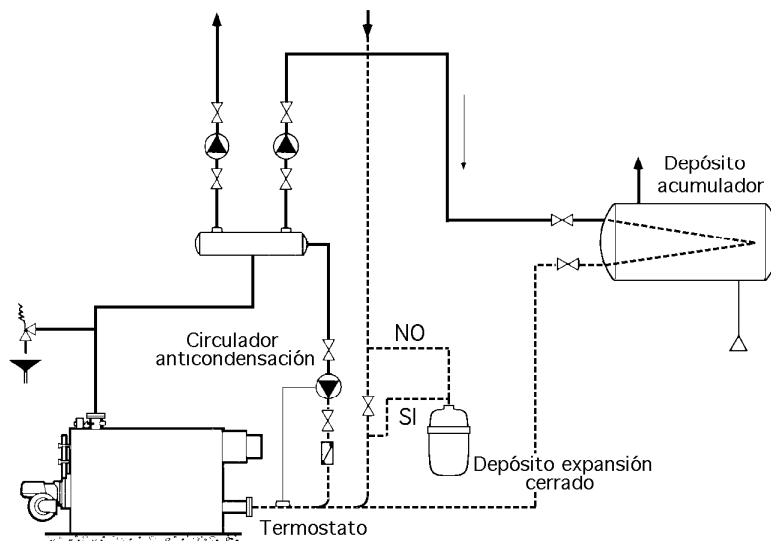 Depósito
acumulador
NO
Circulador
anticondensación
SI
Depósito expansión
cerrado
Termostato